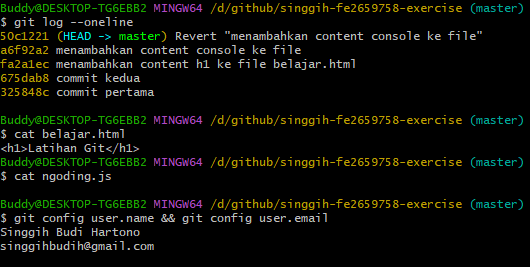 Buddy@DESKTOP-TG6EBB2 MINGW64 /d/github/singgih-fe2659758-exercise (master)
$ git log --oneline
50c1221 (HEAD -> master) Revert "menambahkan content console ke file"
a6f92a2 menambahkan content console ke file
fa2a1ec menambahkan content h1 ke file belajar.html
675dab8 commit kedua
325848c commit pertama
Buddy@DESKTOP-TG6EBB2 MINGW64 /d/github/singgih-fe2659758-exercise (master)
$ cat belajar.html
<h1>Latihan Git</h1>
Buddy@DESKTOP-TG6EBB2 MINGW64 /d/github/singgih-fe2659758-exercise (master)
$ cat ngoding.js
Buddy@DESKTOP-TG6EBB2 MINGW64 /d/github/singgih-fe2659758-exercise (master)
$ git config user.name && git config user.email
Singgih Budi Hartono
singgihbudih@gmail.com